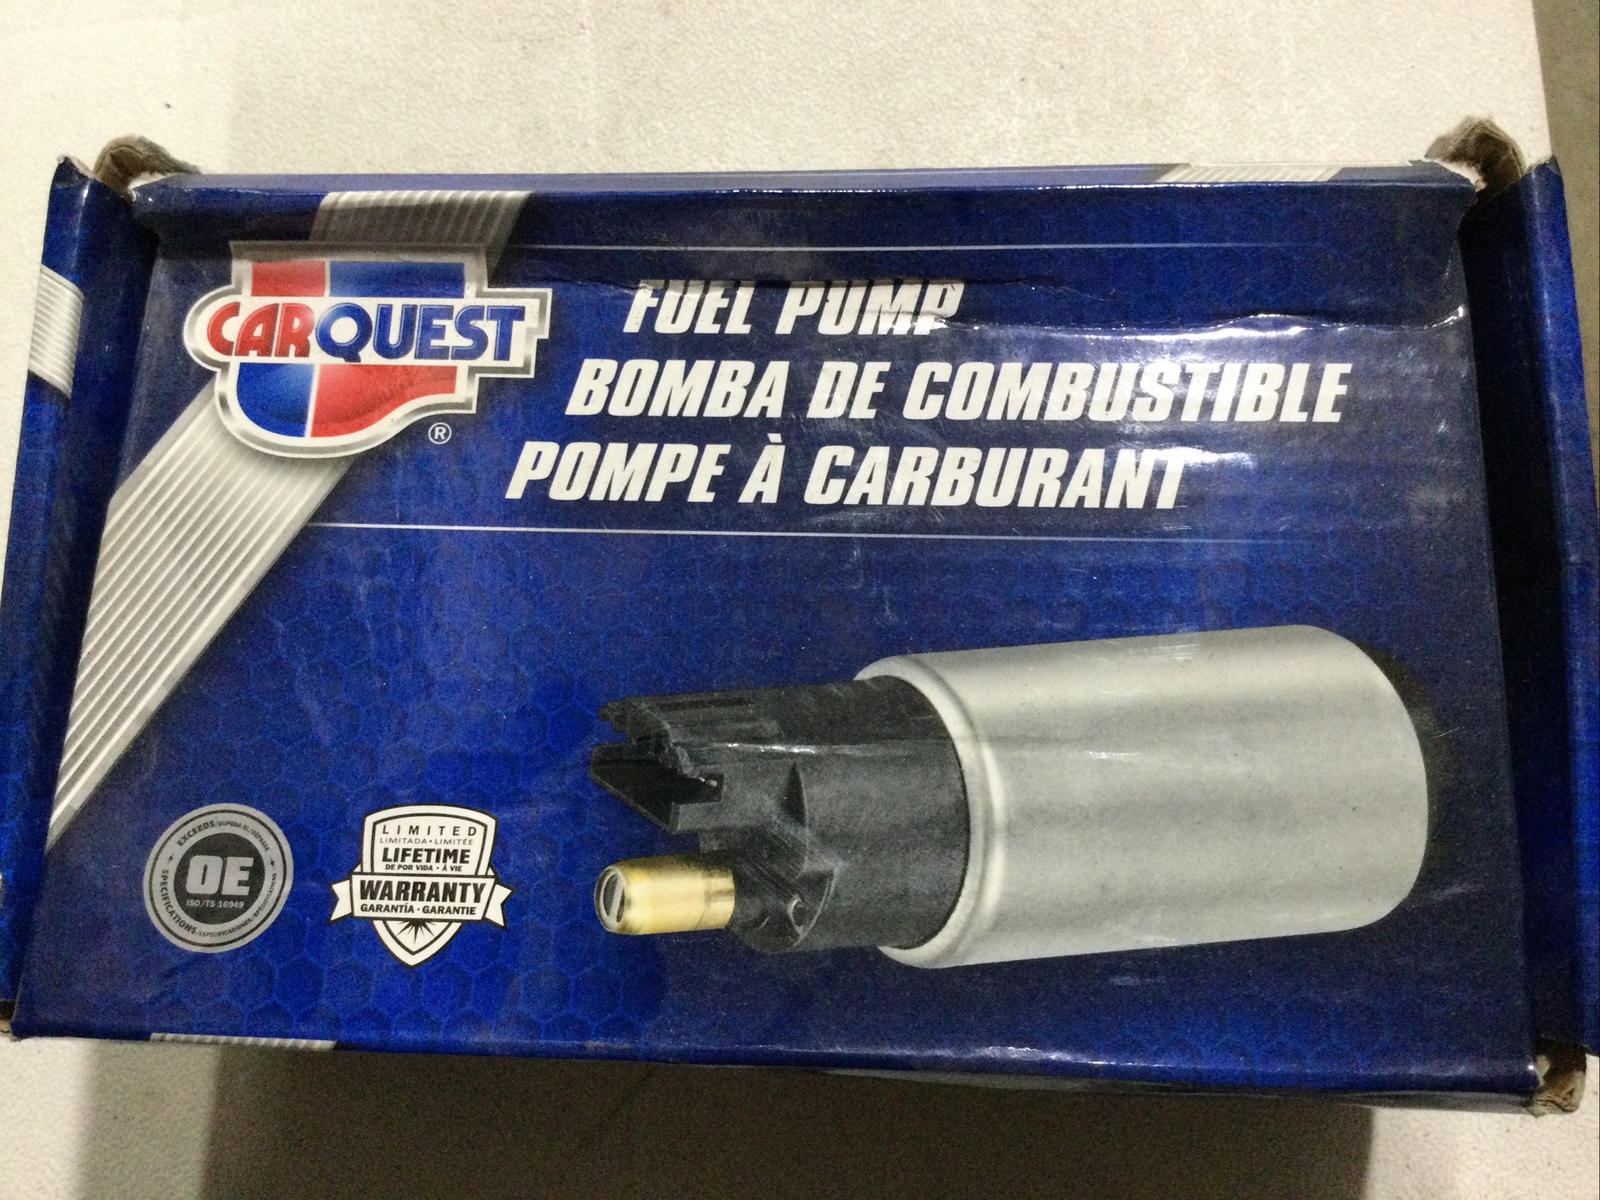 CARQUEST
®
FUEL PUMP
BOMBA DE COMBUSTIBLE
POMPE À CARBURANT
EXCEEDS
OE
ISO/TS 16949
SPECIFICATIONS
LIMITED
LIMITADA • LIMITÉE
LIFETIME
DE POR VIDA • À VIE
WARRANTY
GARANTÍA • GARANTIE